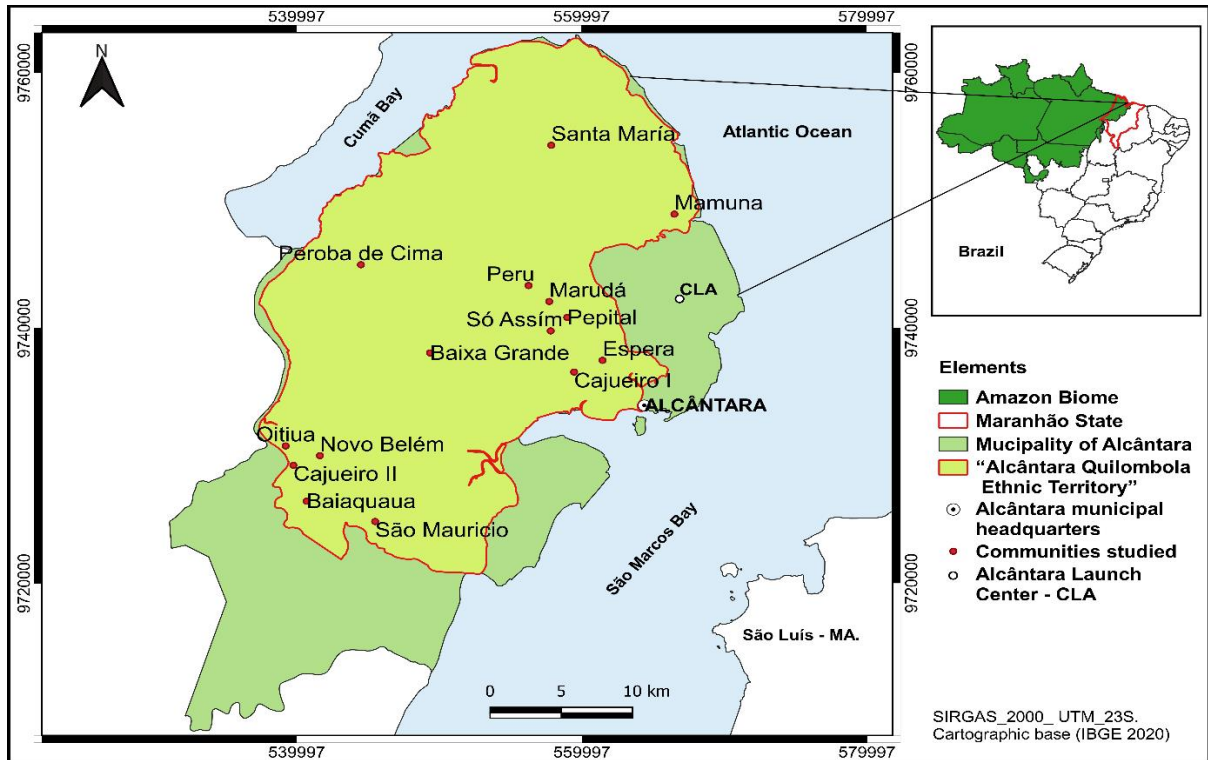 539997
559997
579997
9760000
9760000
N
Cumã Bay
Santa María
Atlantic Ocean
Mamuna
Peroba de Cima
Peru
Marudá
CLA
Só Assím
Pepital
9740000
9740000
Baixa Grande
Espera
Cajueiro I
ALCÂNTARA
Oitiua
Novo Belém
Cajueiro II
Baiaquaua
São Mauricio
São Marcos Bay
9720000
9720000
São Luís - MA.
0 5 10 km
539997
559997
579997
Brazil
Elements
Amazon Biome
Maranhão State
Mucipality of Alcântara
“Alcântara Quilombola
Ethnic Territory”
Alcântara municipal
headquarters
Communities studied
Alcântara Launch
Center - CLA
SIRGAS_2000_ UTM_23S.
Cartographic base (IBGE 2020)